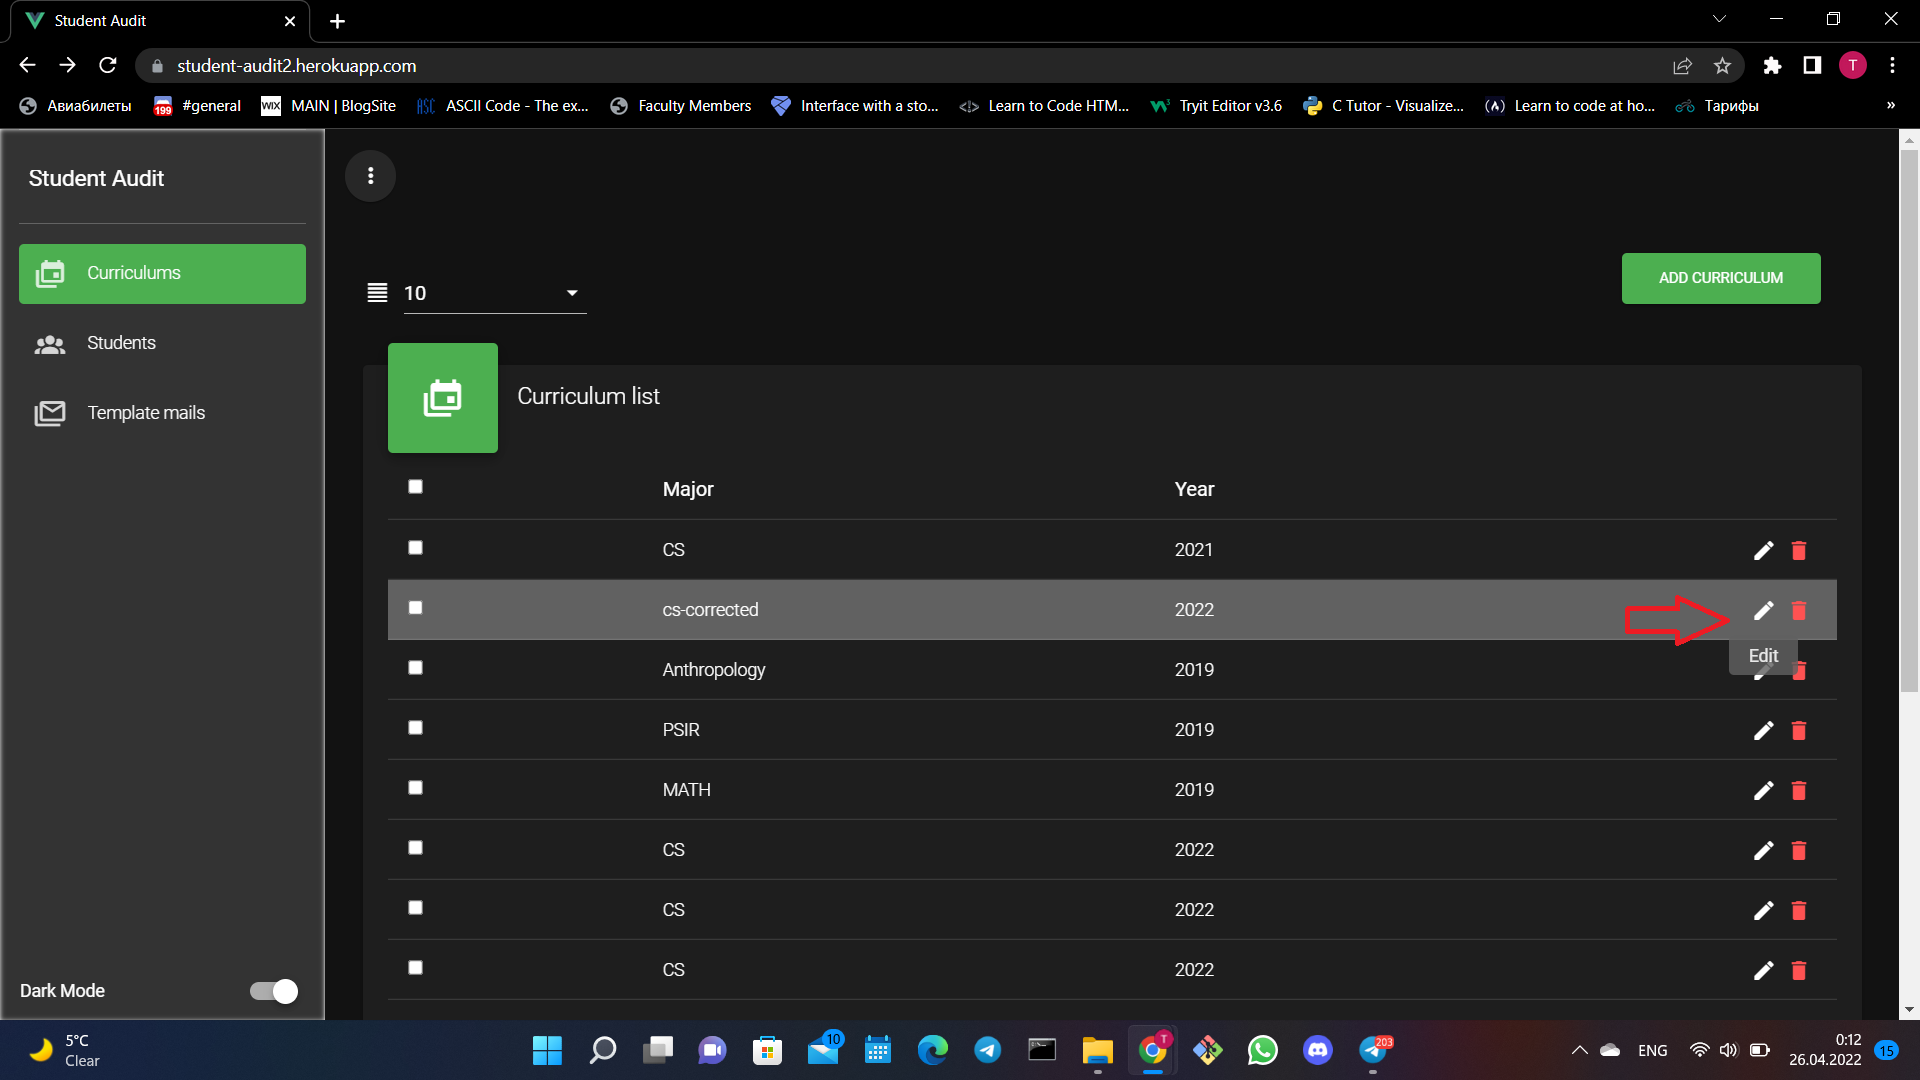 Student Audit
student-audit2.herokuapp.com
T
Авиабилеты
199
#general
WIX
MAIN | BlogSite
ASC
ASCII Code - The ex...
Faculty Members
Interface with a sto...
Learn to Code HTM...
Tryit Editor v3.6
C Tutor - Visualize...
Learn to code at ho...
Тарифы
»
Student Audit
Curriculums
Students
Template mails
Dark Mode
10
ADD CURRICULUM
Curriculum list
Major Year
CS 2021
cs-corrected 2022
Edit
Anthropology 2019
PSIR 2019
MATH 2019
CS 2022
CS 2022
CS 2022
5°C
Clear
10
T
203
ENG
0:12
26.04.2022
15